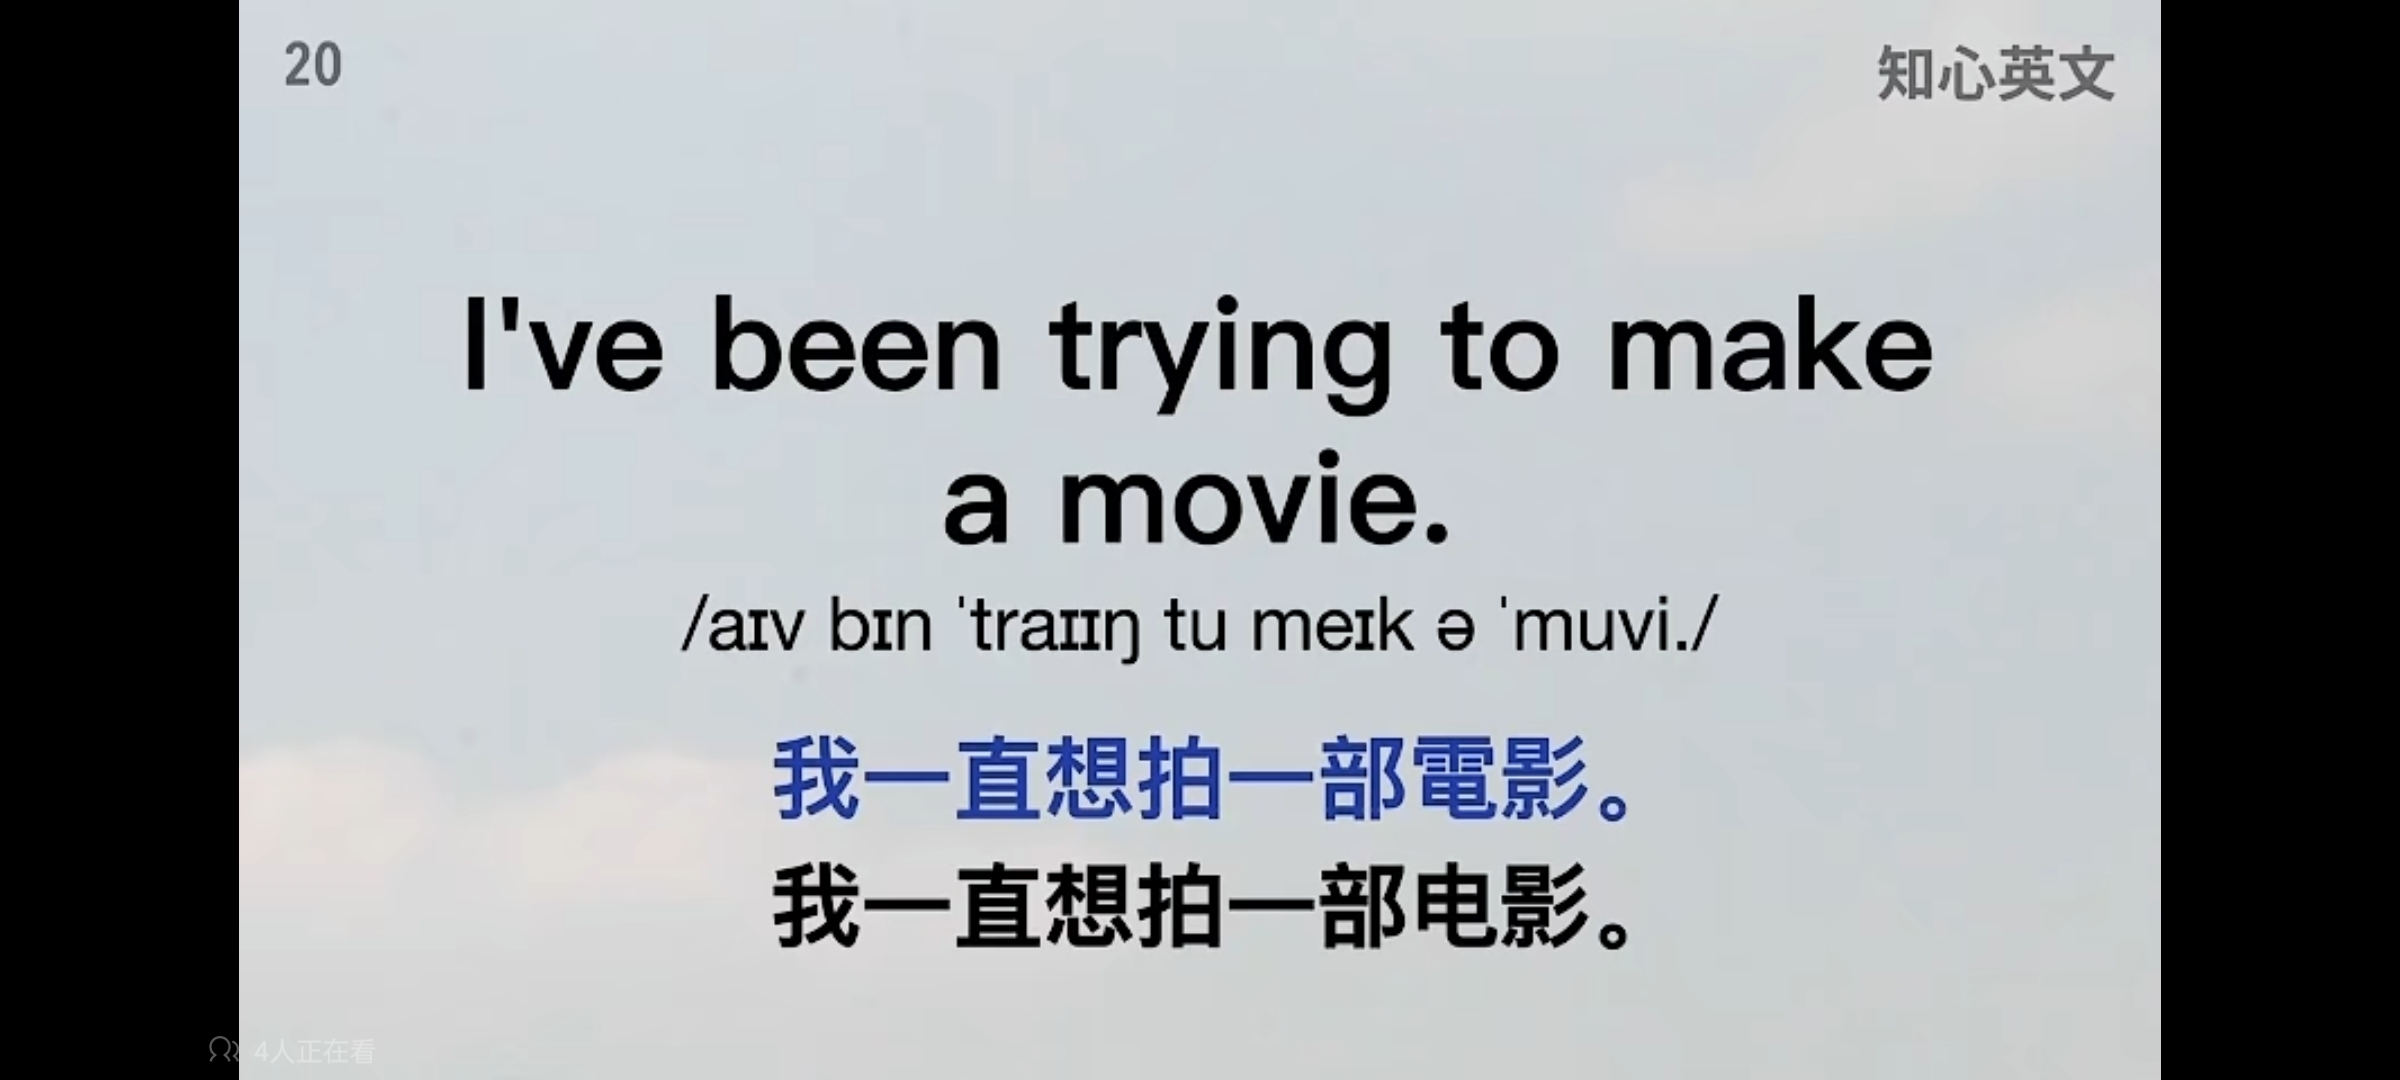 20
知心英文
I've been trying to make
a movie.
/aɪv bɪn ˈtraɪɪŋ tu meɪk ə ˈmuvi./
我一直想拍一部電影。
我一直想拍一部电影。
4人正在看